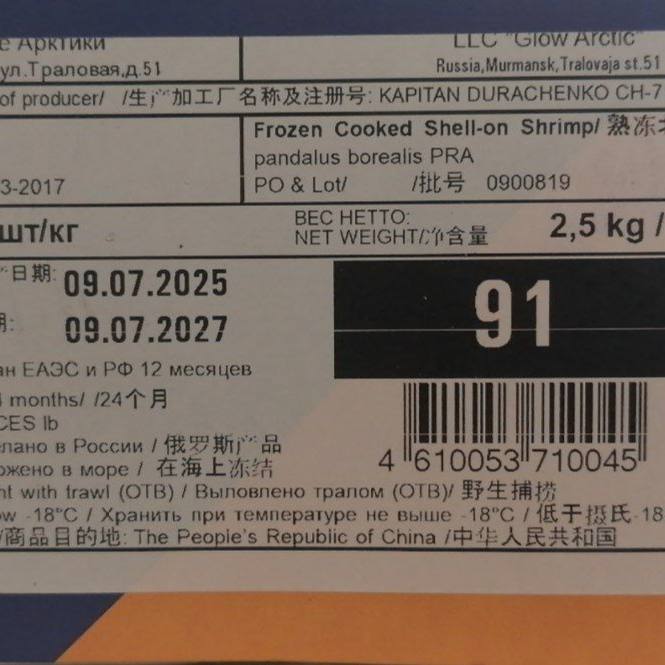 е Арктики
LLC "Glow Arctic"
ул.Траловая,д.51
Russia,Murmansk,Tralovaja st.51
of producer/ /生产加工厂名称及注册号: KAPITAN DURACHENKO CH-7
Frozen Cooked Shell-on Shrimp/ 熟冻
pandalus borealis PRA
3-2017
PO & Lot/ /批号 0900819
шт/кг
ВЕС НЕТТО:
NET WEIGHT/净含量
2,5 kg /
日期: 09.07.2025
期: 09.07.2027
91
ан ЕАЭС и РФ 12 месяцев
months/ /24个月
CES lb
елано в России / 俄罗斯产品
ожено в море / 在海上冻结
4 610053 710045
ht with trawl (OTB) / Выловлено тралом (ОТВ)/ 野生捕捞
ow -18°C / Хранить при температуре не выше -18°C / 低于摄氏-18
/商品目的地: The People's Republic of China /中华人民共和国